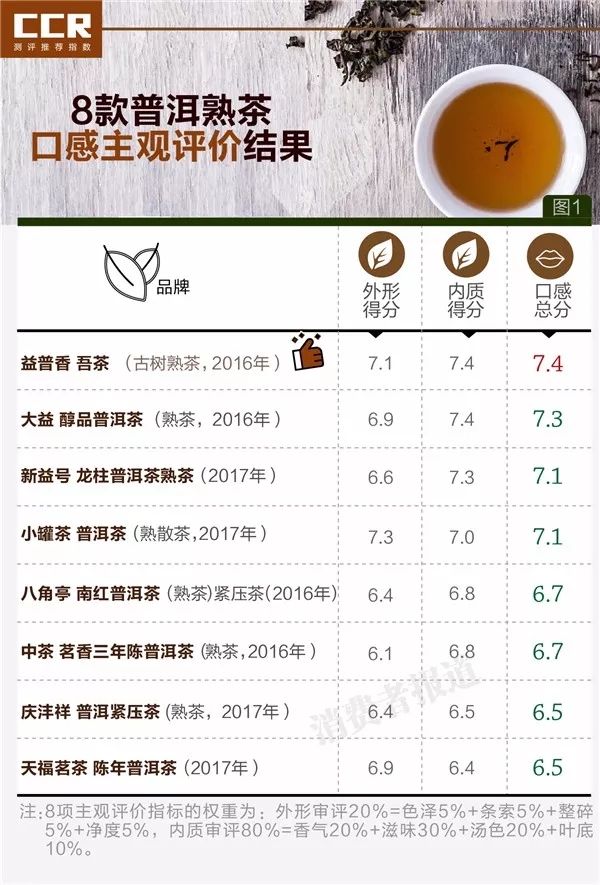 CCR
测评推荐指数
8款普洱熟茶
口感主观评价结果
图1
品牌
外形得分
内质得分
口感总分
益普香 吾茶 (古树熟茶,2016年) 7.1 7.4 7.4
大益 醇品普洱茶 (熟茶, 2016年) 6.9 7.4 7.3
新益号 龙柱普洱茶熟茶 (2017年) 6.6 7.3 7.1
小罐茶 普洱茶 (熟散茶,2017年) 7.3 7.0 7.1
八角亭 南红普洱茶 (熟茶)紧压茶(2016年) 6.4 6.8 6.7
中茶 茗香三年陈普洱茶 (熟茶,2016年) 6.1 6.8 6.7
庆沣祥 普洱紧压茶 (熟茶, 2017年) 6.4 6.5 6.5
天福茗茶 陈年普洱茶 (2017年) 6.9 6.4 6.5
消费者报道
注:8项主观评价指标的权重为: 外形审评20%=色泽5%+条索5%+整碎
5%+净度5%, 内质审评80%=香气20%+滋味30%+汤色20%+叶底
10%。